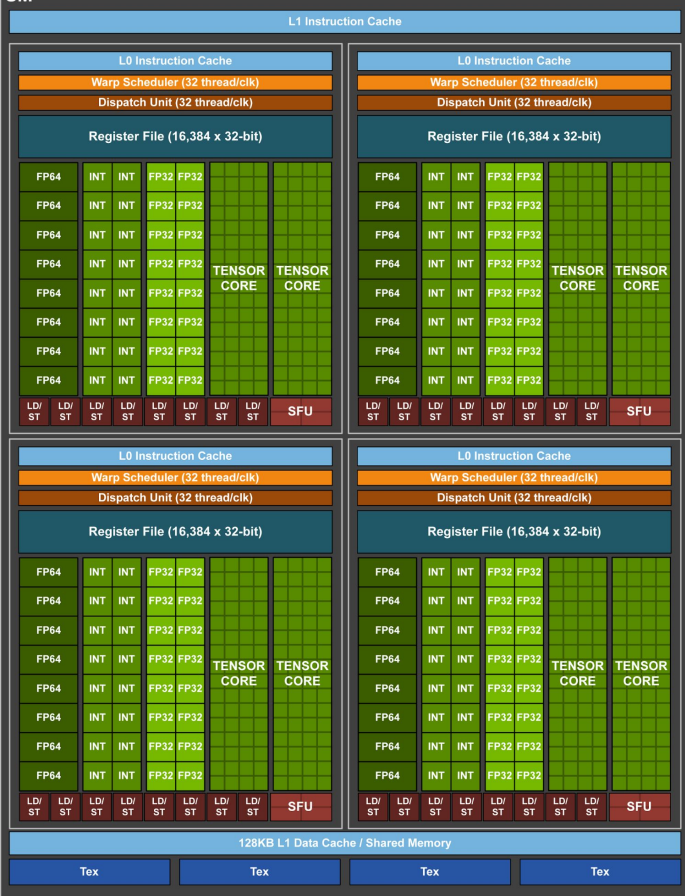 L1 Instruction Cache
L0 Instruction Cache
Warp Scheduler (32 thread/clk)
Dispatch Unit (32 thread/clk)
Register File (16,384 x 32-bit)
FP64 INT INT FP32 FP32
FP64 INT INT FP32 FP32
FP64 INT INT FP32 FP32
FP64 INT INT FP32 FP32
TENSOR CORE TENSOR CORE
FP64 INT INT FP32 FP32
FP64 INT INT FP32 FP32
FP64 INT INT FP32 FP32
FP64 INT INT FP32 FP32
LD/ST LD/ST LD/ST LD/ST LD/ST LD/ST LD/ST LD/ST SFU
L0 Instruction Cache
Warp Scheduler (32 thread/clk)
Dispatch Unit (32 thread/clk)
Register File (16,384 x 32-bit)
FP64 INT INT FP32 FP32
FP64 INT INT FP32 FP32
FP64 INT INT FP32 FP32
FP64 INT INT FP32 FP32
TENSOR CORE TENSOR CORE
FP64 INT INT FP32 FP32
FP64 INT INT FP32 FP32
FP64 INT INT FP32 FP32
FP64 INT INT FP32 FP32
LD/ST LD/ST LD/ST LD/ST LD/ST LD/ST LD/ST LD/ST SFU
L0 Instruction Cache
Warp Scheduler (32 thread/clk)
Dispatch Unit (32 thread/clk)
Register File (16,384 x 32-bit)
FP64 INT INT FP32 FP32
FP64 INT INT FP32 FP32
FP64 INT INT FP32 FP32
FP64 INT INT FP32 FP32
TENSOR CORE TENSOR CORE
FP64 INT INT FP32 FP32
FP64 INT INT FP32 FP32
FP64 INT INT FP32 FP32
FP64 INT INT FP32 FP32
LD/ST LD/ST LD/ST LD/ST LD/ST LD/ST LD/ST LD/ST SFU
L0 Instruction Cache
Warp Scheduler (32 thread/clk)
Dispatch Unit (32 thread/clk)
Register File (16,384 x 32-bit)
FP64 INT INT FP32 FP32
FP64 INT INT FP32 FP32
FP64 INT INT FP32 FP32
FP64 INT INT FP32 FP32
TENSOR CORE TENSOR CORE
FP64 INT INT FP32 FP32
FP64 INT INT FP32 FP32
FP64 INT INT FP32 FP32
FP64 INT INT FP32 FP32
LD/ST LD/ST LD/ST LD/ST LD/ST LD/ST LD/ST LD/ST SFU
128KB L1 Data Cache / Shared Memory
Tex Tex Tex Tex